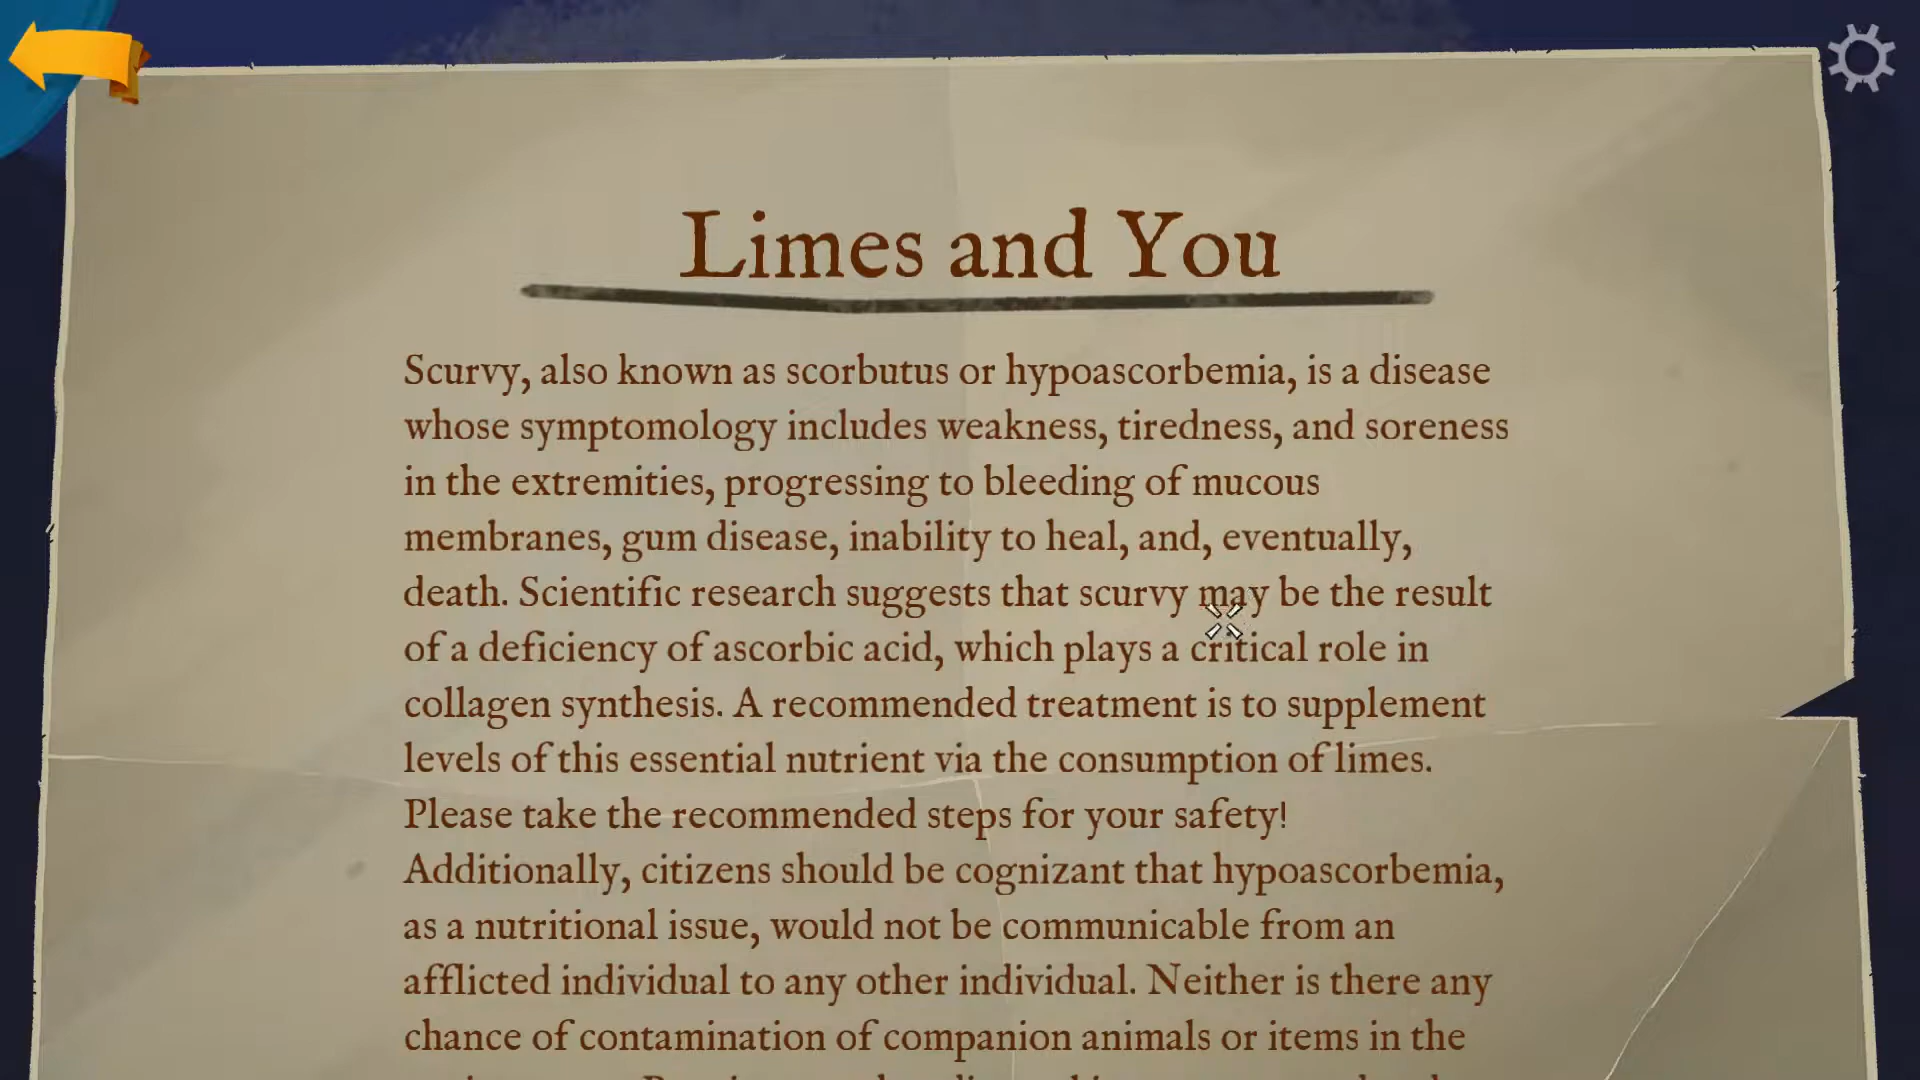 Limes and You
Scurvy, also known as scorbutus or hypoascorbemia, is a disease
whose symptomology includes weakness, tiredness, and soreness
in the extremities, progressing to bleeding of mucous
membranes, gum disease, inability to heal, and, eventually,
death. Scientific research suggests that scurvy may be the result
of a deficiency of ascorbic acid, which plays a critical role in
collagen synthesis. A recommended treatment is to supplement
levels of this essential nutrient via the consumption of limes.
Please take the recommended steps for your safety!
Additionally, citizens should be cognizant that hypoascorbemia,
as a nutritional issue, would not be communicable from an
afflicted individual to any other individual. Neither is there any
chance of contamination of companion animals or items in the